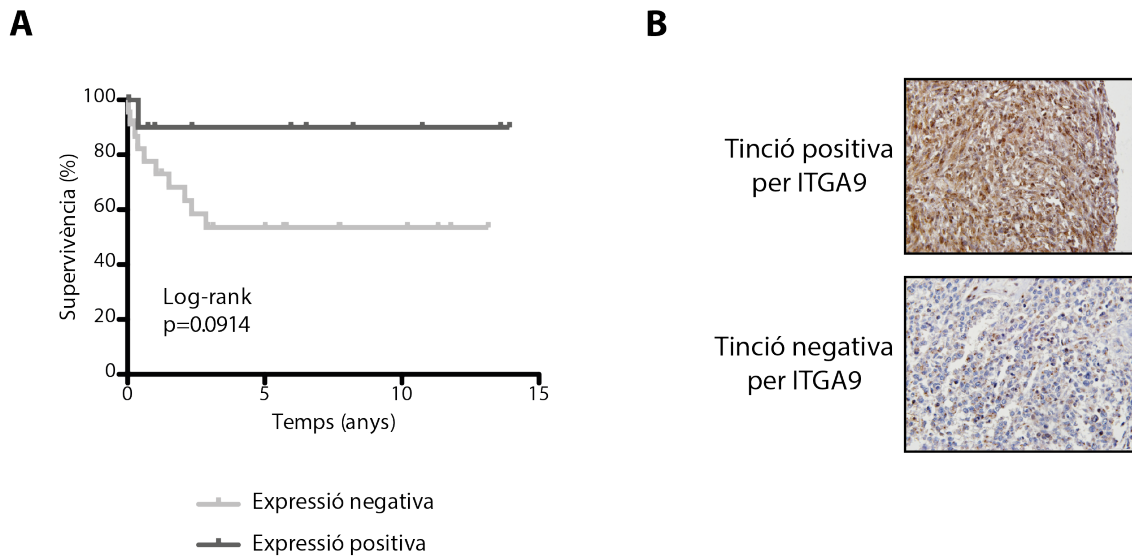 A
B
100
80
60
40
20
0
Supervivència (%)
Log-rank
p=0.0914
0
5
10
15
Temps (anys)
Expressió negativa
Expressió positiva
Tinció positiva
per ITGA9
Tinció negativa
per ITGA9